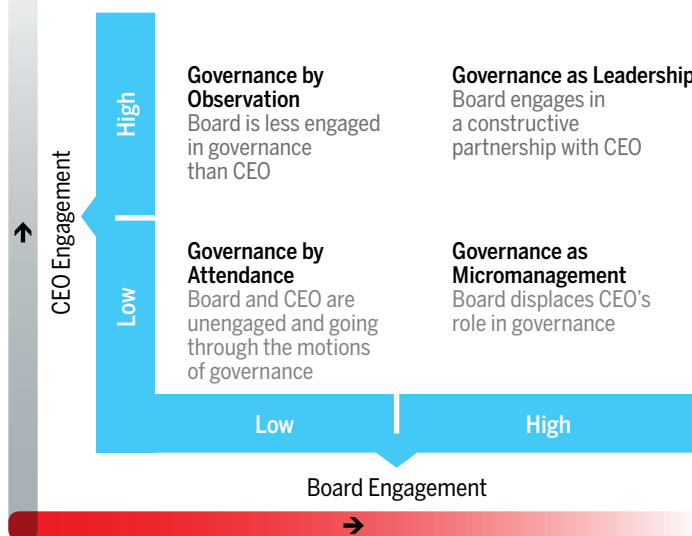 CEO Engagement
High
Low
Governance by
Observation
Board is less engaged
in governance
than CEO
Governance as Leadership
Board engages in
a constructive
partnership with CEO
Governance by
Attendance
Board and CEO are
unengaged and going
through the motions
of governance
Governance as
Micromanagement
Board displaces CEO’s
role in governance
Low
High
Board Engagement